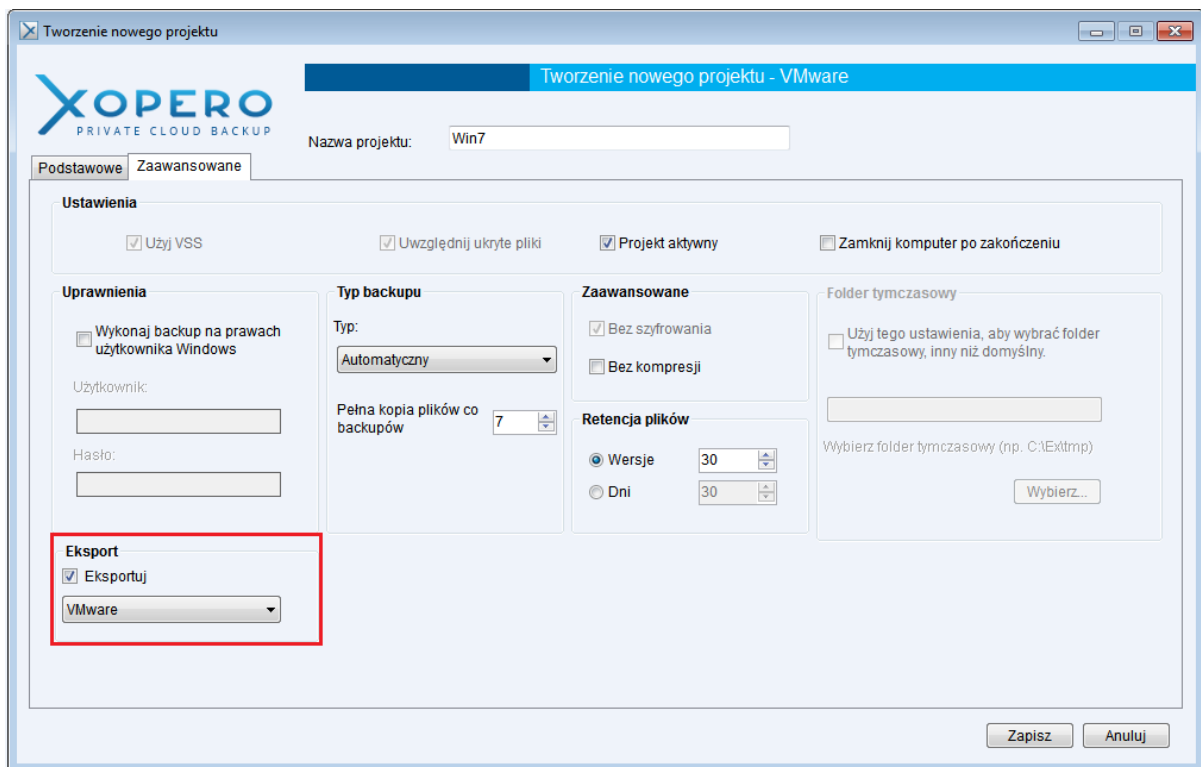 Tworzenie nowego projektu
Tworzenie nowego projektu - VMware
XOPERO
PRIVATE CLOUD BACKUP
Nazwa projektu:
Win7
Podstawowe
Zaawansowane
Ustawienia
Użyj VSS
Uwzględnij ukryte pliki
Projekt aktywny
Zamknij komputer po zakończeniu
Uprawnienia
Wykonaj backup na prawach
użytkownika Windows
Użytkownik:
Hasło:
Typ backupu
Typ:
Automatyczny
Pełna kopia plików co
backupów
7
Zaawansowane
Bez szyfrowania
Bez kompresji
Retencja plików
Wersje
30
Dni
30
Folder tymczasowy
Użyj tego ustawienia, aby wybrać folder
tymczasowy, inny niż domyślny.
Wybierz folder tymczasowy (np. C:\Ex\tmp)
Wybierz...
Eksport
Eksportuj
VMware
Zapisz
Anuluj